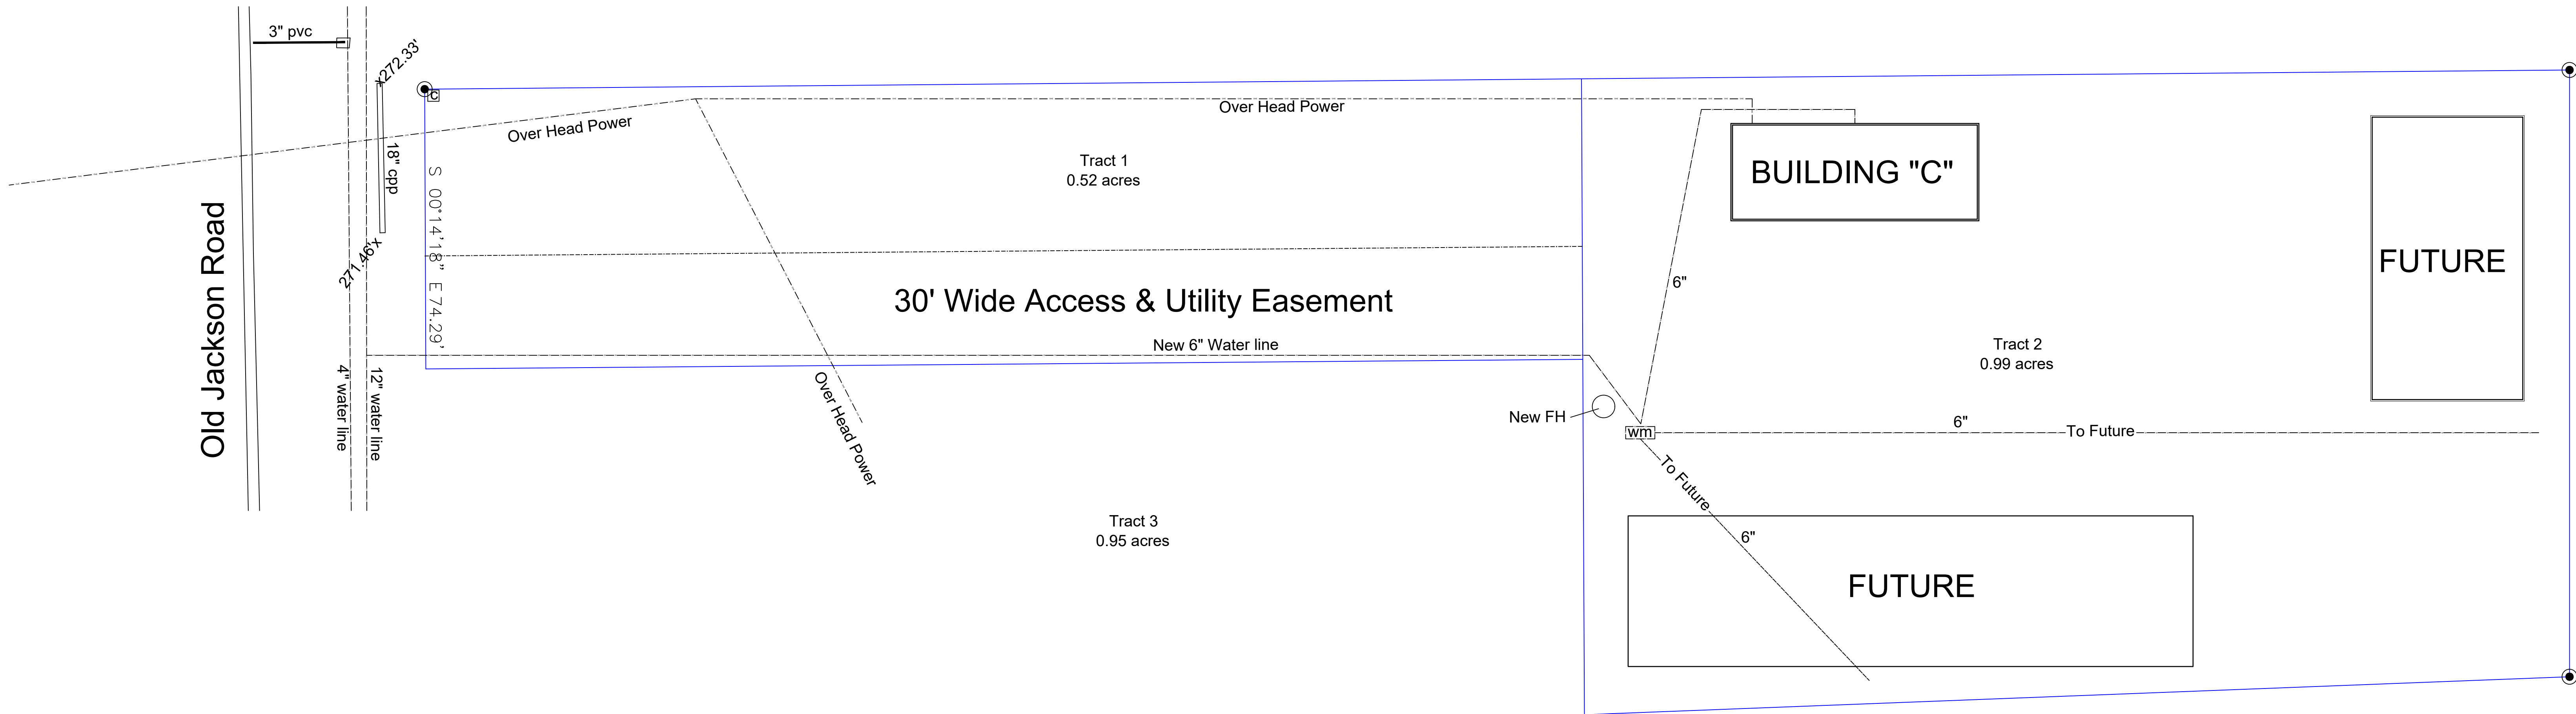 3" pvc
x272.33'
C
Over Head Power
Over Head Power
18" cpp
Tract 1
0.52 acres
BUILDING "C"
S 00°14'18" E 74.29'
Old Jackson Road
271.46'x
FUTURE
6"
30' Wide Access & Utility Easement
New 6" Water line
Tract 2
0.99 acres
4" water line
12" water line
Over Head Power
New FH
wm
6"
To Future
To Future
Tract 3
0.95 acres
6"
FUTURE